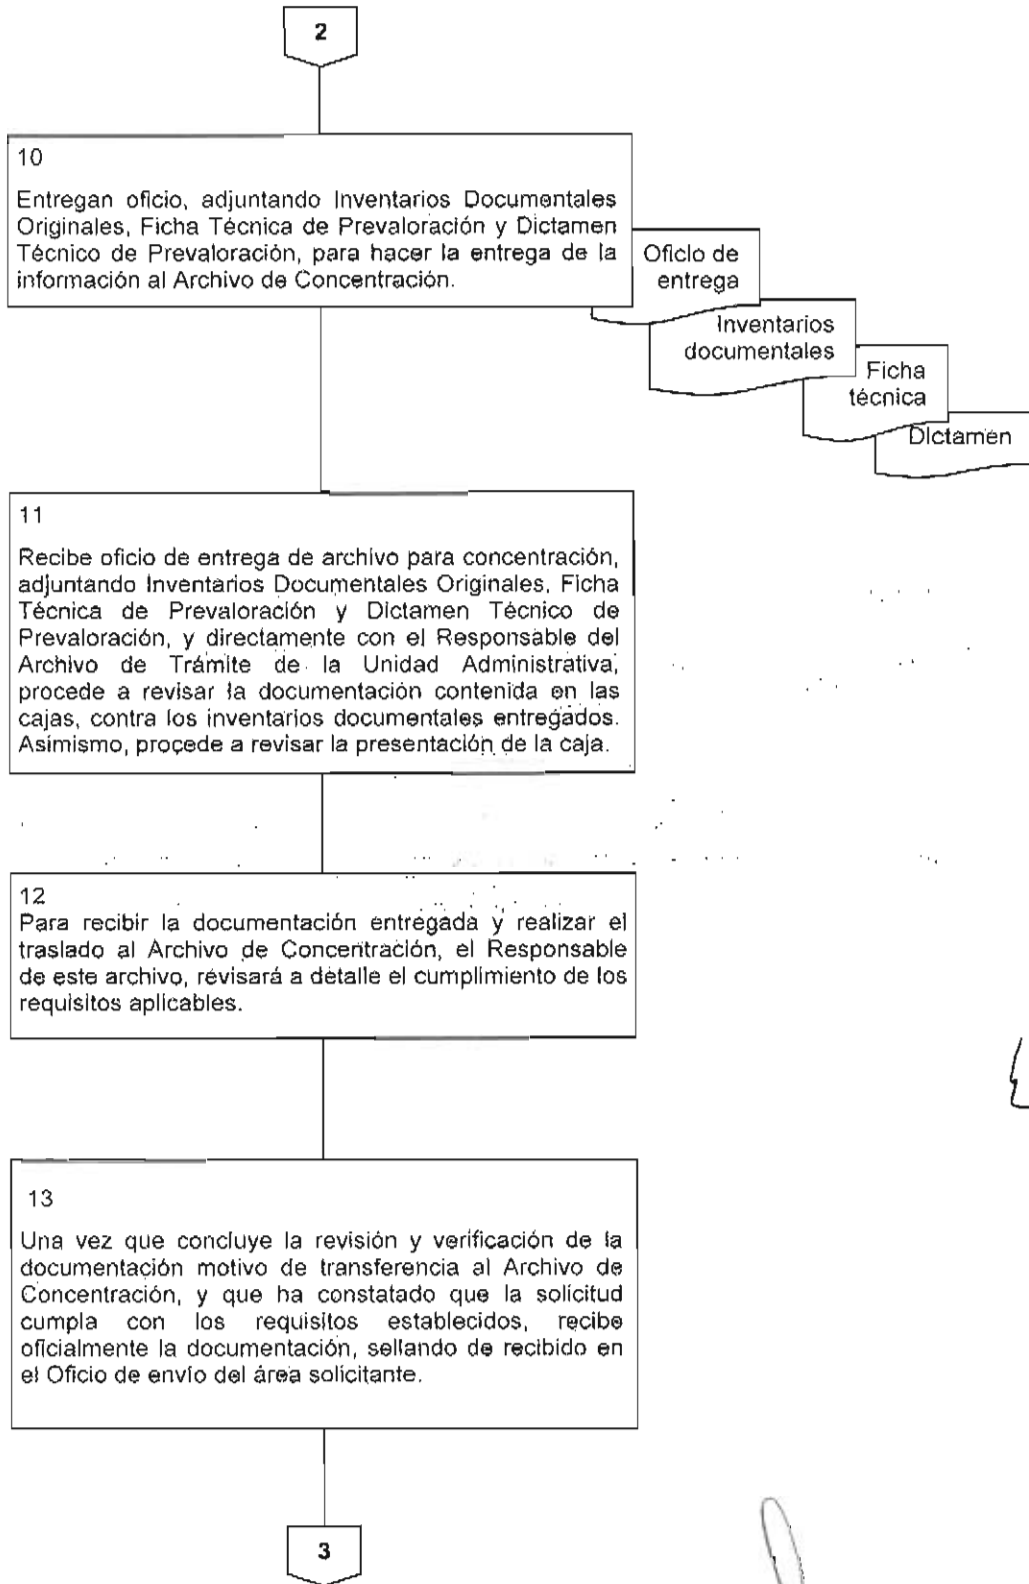 2
10
Entregan oficio, adjuntando Inventarios Documentales
Originales, Ficha Técnica de Prevaloración y Dictamen
Técnico de Prevaloración, para hacer la entrega de la
información al Archivo de Concentración.
Oficio de
entrega
Inventarios
documentales
Ficha
técnica
Dictamen
11
Recibe oficio de entrega de archivo para concentración,
adjuntando Inventarios Documentales Originales, Ficha
Técnica de Prevaloración y Dictamen Técnico de
Prevaloración, y directamente con el Responsable del
Archivo de Trámite de la Unidad Administrativa,
procede a revisar la documentación contenida en las
cajas, contra los inventarios documentales entregados.
Asimismo, procede a revisar la presentación de la caja.
12
Para recibir la documentación entregada y realizar el
traslado al Archivo de Concentración, el Responsable
de este archivo, revisará a detalle el cumplimiento de los
requisitos aplicables.
13
Una vez que concluye la revisión y verificación de la
documentación motivo de transferencia al Archivo de
Concentración, y que ha constatado que la solicitud
cumpla con los requisitos establecidos, recibe
oficialmente la documentación, sellando de recibido en
el Oficio de envío del área solicitante.
3